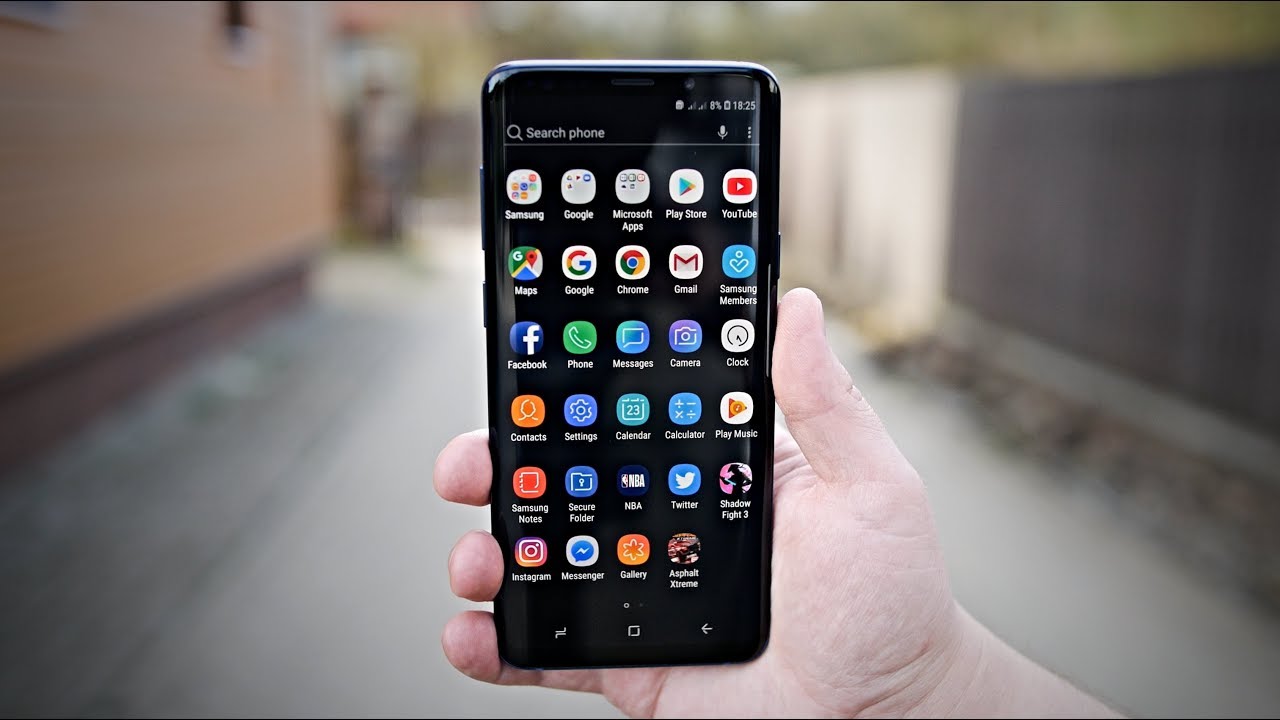 8% 18:25
Search phone
Samsung Google Microsoft Apps Play Store YouTube
Maps Google Chrome Gmail Samsung Members
Facebook Phone Messages Camera Clock
23
Contacts Settings Calendar Calculator Play Music
NBA
Samsung Notes Secure Folder NBA Twitter Shadow Fight 3
Instagram Messenger Gallery Asphalt Xtreme